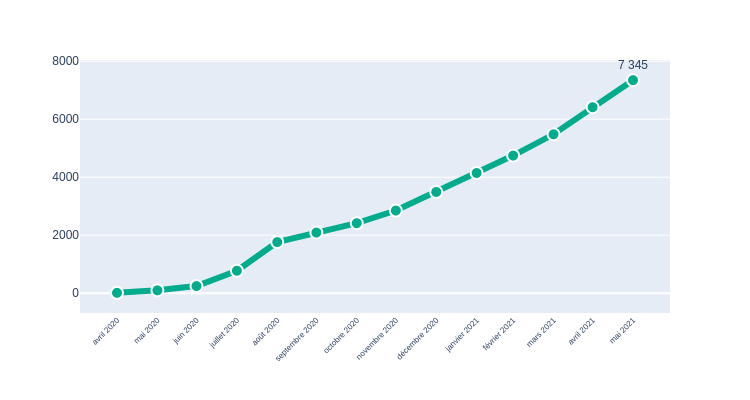 8000
7 345
6000
4000
2000
0
avril 2020
mai 2020
juin 2020
juillet 2020
août 2020
septembre 2020
octobre 2020
novembre 2020
décembre 2020
janvier 2021
février 2021
mars 2021
avril 2021
mai 2021